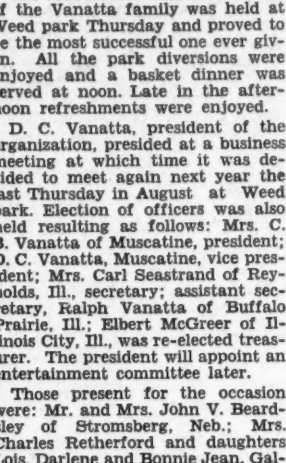 f the Vanatta family was held at
Weed park Thursday and proved to
e the most successful one ever giv-
n. All the park diversions were
njoyed and a basket dinner was
erved at noon. Late in the after-
oon refreshments were enjoyed.
D. C. Vanatta, president of the
rganization, presided at a business
meeting at which time it was de-
ided to meet again next year the
ast Thursday in August at Weed
park. Election of officers was also
held resulting as follows: Mrs. C.
B. Vanatta of Muscatine, president;
D. C. Vanatta, Muscatine, vice pres-
dent; Mrs. Carl Seastrand of Rey-
nolds, Ill., secretary; assistant sec-
retary, Ralph Vanatta of Buffalo
Prairie, Ill.; Elbert McGreer of Il-
linois City, Ill., was re-elected treas-
urer. The president will appoint an
entertainment committee later.
Those present for the occasion
were: Mr. and Mrs. John V. Beard-
sley of Stromsberg, Neb.; Mrs.
Charles Retherford and daughters
Lois, Darlene and Bonnie Jean, Gal-